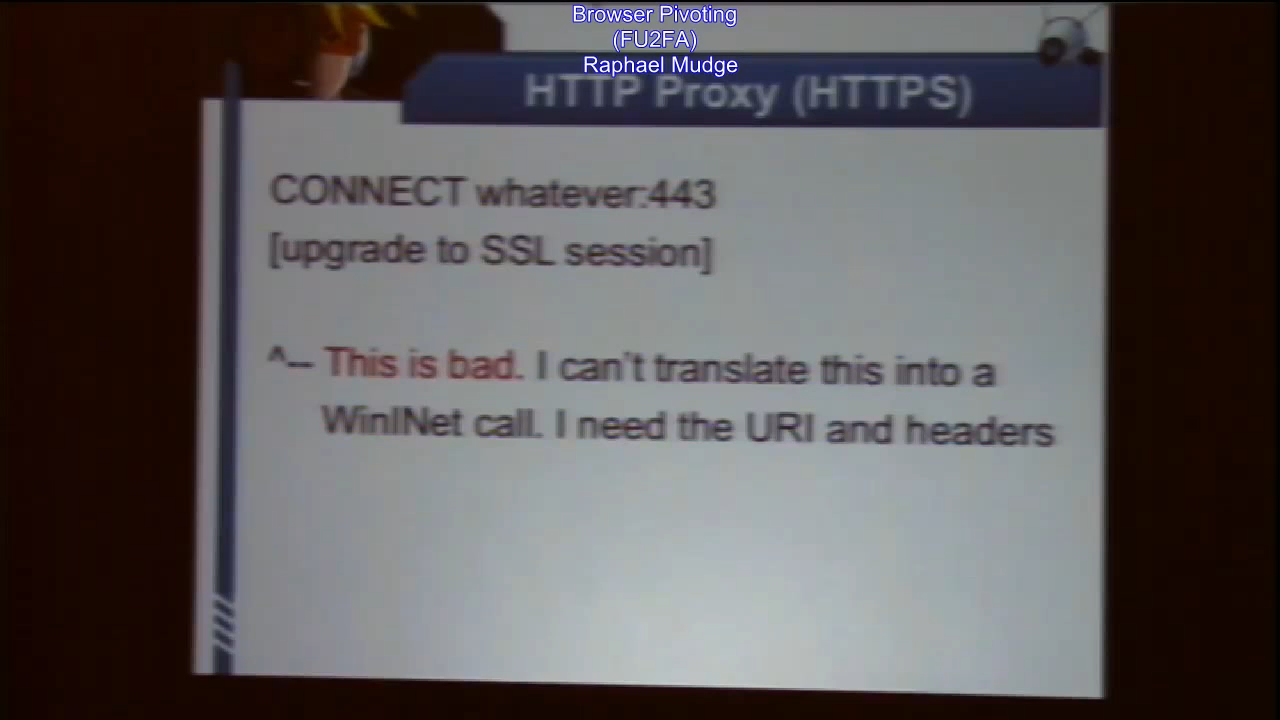 Browser Pivoting
(FU2FA)
Raphael Mudge
HTTP Proxy (HTTPS)
CONNECT whatever:443
[upgrade to SSL session]
^-- This is bad. I can't translate this into a
WinINet call. I need the URI and headers